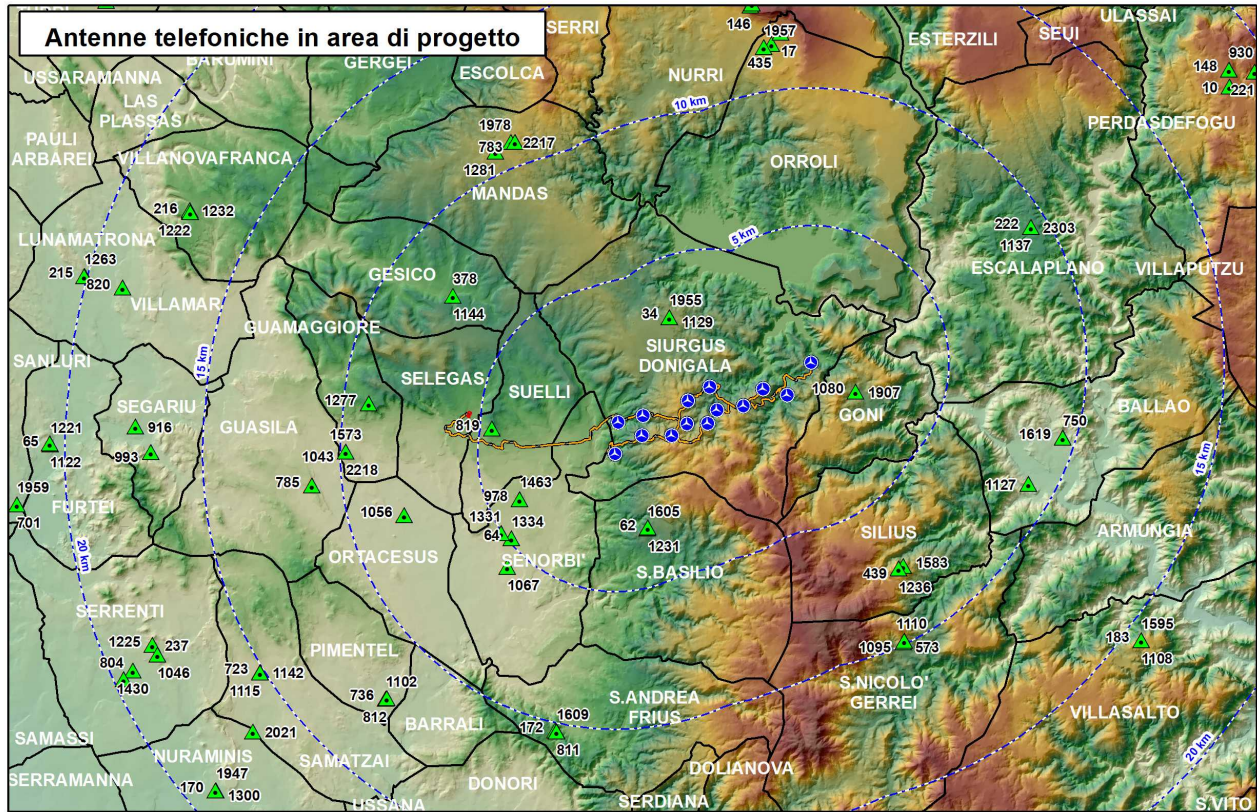 Antenne telefoniche in area di progetto
SERRI
146
1957
17
435
ESTERZILI
SEUI
ULASSAI
148
930
10
221
PERDASDEFOGU
USSARAMANNA
BARUMINI
GERGEI
ESCOLCA
NURRI
10 km
LAS
PLASSAS
PAULI
ARBAREI
VILLANOVAFRANCA
1978
783
2217
1281
MANDAS
ORROLI
216
1232
1222
LUNAMATRONA
1263
215
820
VILLAMAR
222
2303
1137
ESCALAPLANO
VILLAPUTZU
5 km
GESICO
378
1144
GUAMAGGIORE
1955
34
1129
SIURGUS
DONIGALA
SANLURI
15 km
SELEGAS
SUELLI
1080
1907
GONI
BALLAO
SEGARIU
916
1277
GUASILA
819
750
1619
1221
65
1122
993
1573
1043
2218
15 km
785
1127
1959
701
FURTEI
1463
978
1056
1331
1334
64
1605
62
1231
SILIUS
ARMUNGIA
20 km
ORTACESUS
SENORBI'
1067
S.BASILIO
439
1583
1236
SERRENTI
1225
237
1046
804
1430
PIMENTEL
1110
1095
573
1595
183
1108
723
1142
1115
1102
736
812
S.ANDREA
FRIUS
S.NICOLO'
GERREI
VILLASALTO
BARRALI
1609
172
811
SAMASSI
2021
NURAMINIS
SAMATZAI
20 km
SERRAMANNA
1947
170
1300
USSANA
DONORI
SERDIANA
DOLIANOVA
S.VITO